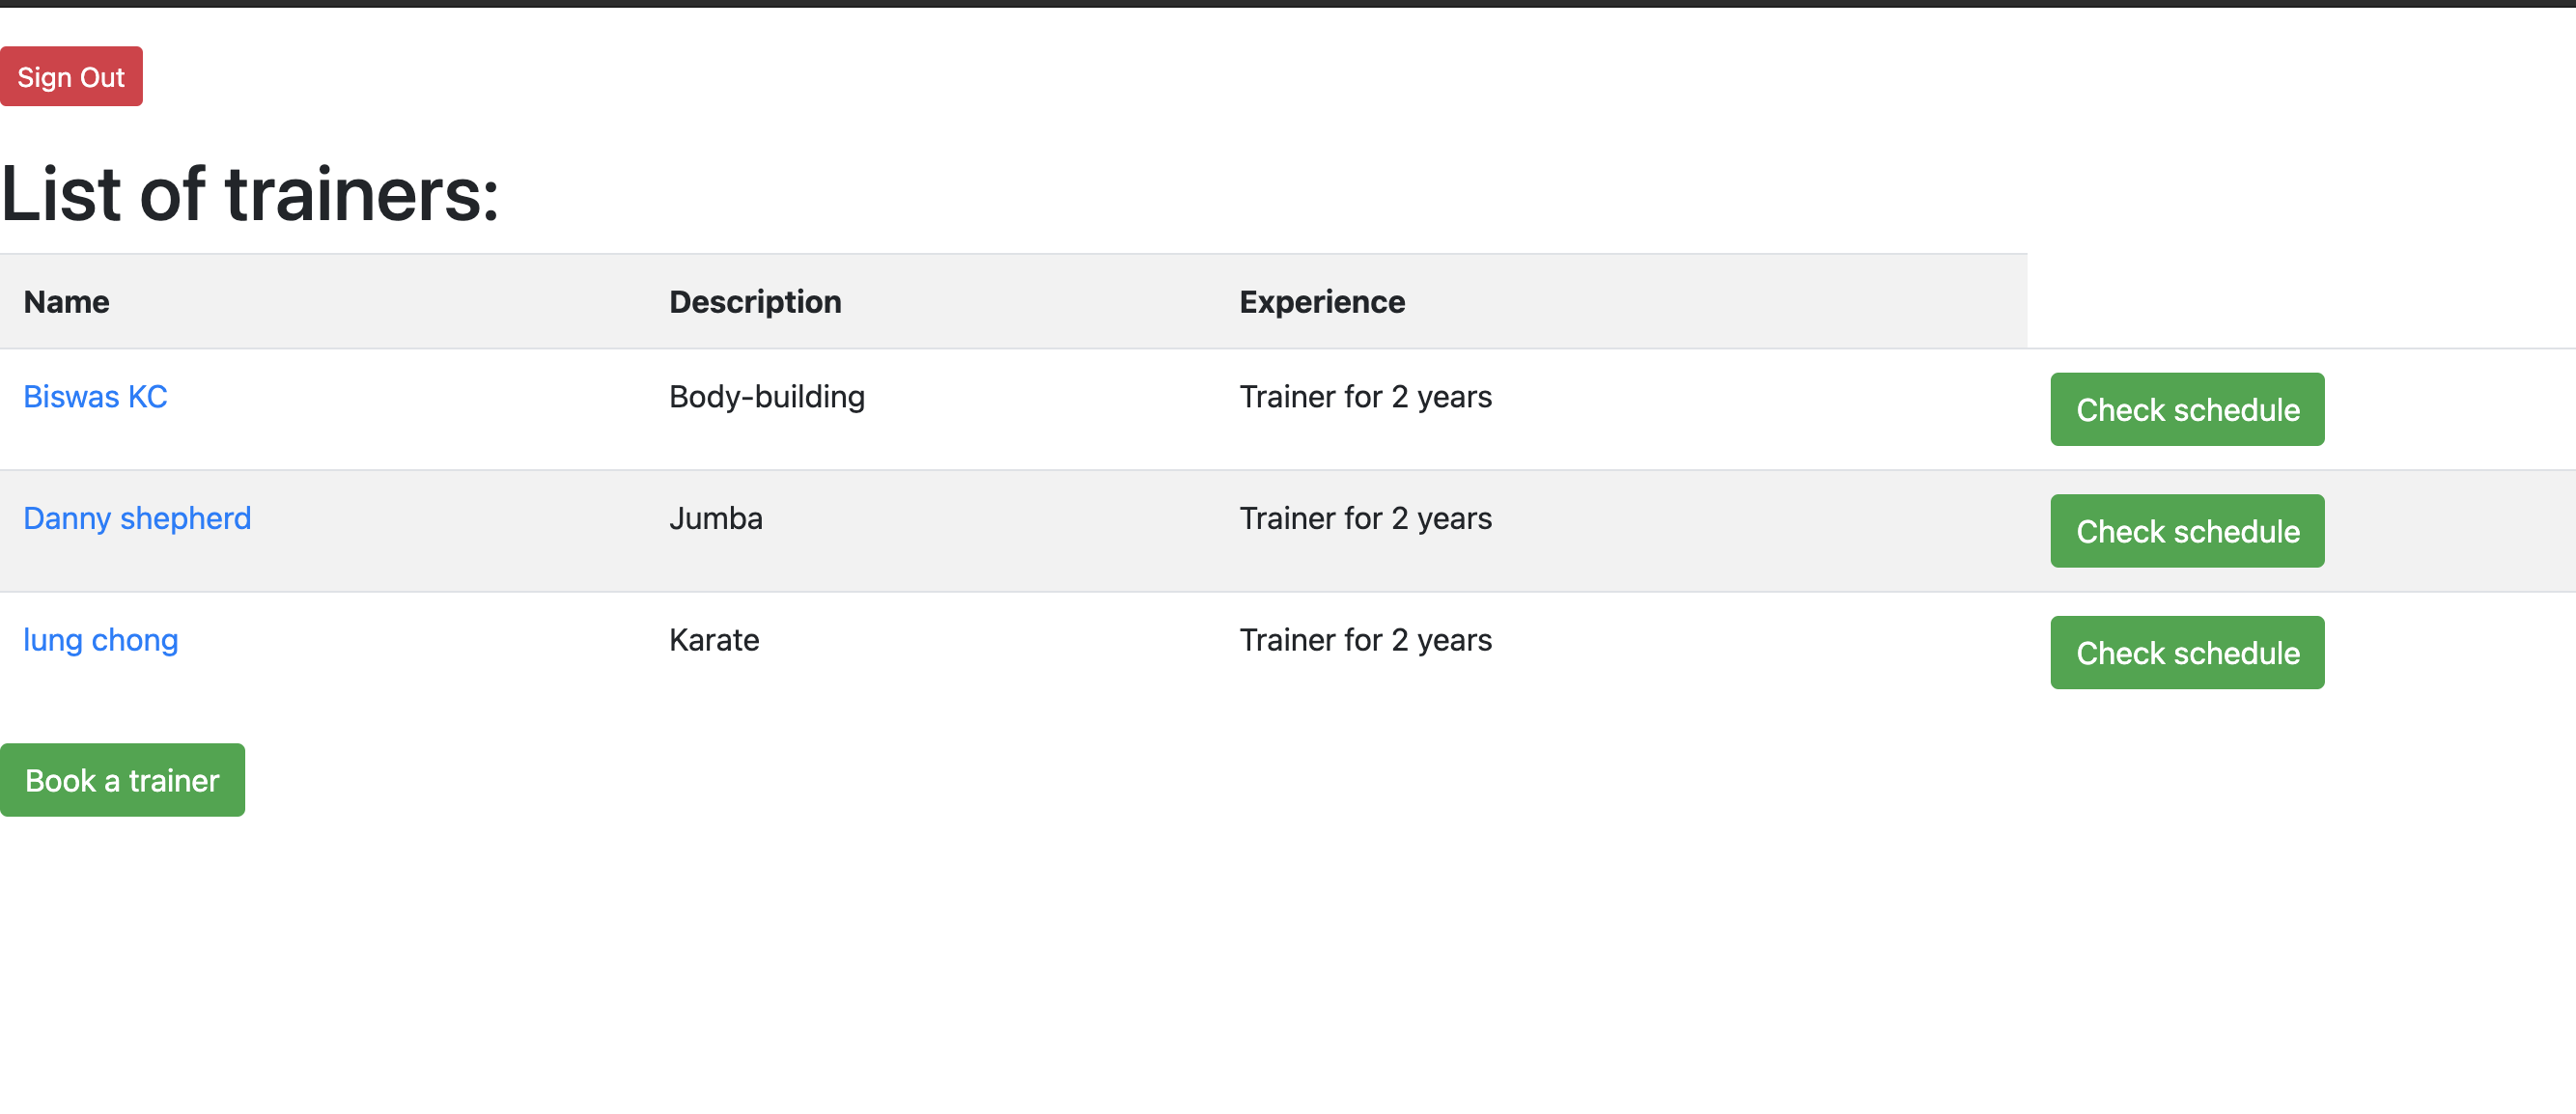 Sign Out
List of trainers:
Name Description Experience
Biswas KC Body-building Trainer for 2 years Check schedule
Danny shepherd Jumba Trainer for 2 years Check schedule
lung chong Karate Trainer for 2 years Check schedule
Book a trainer